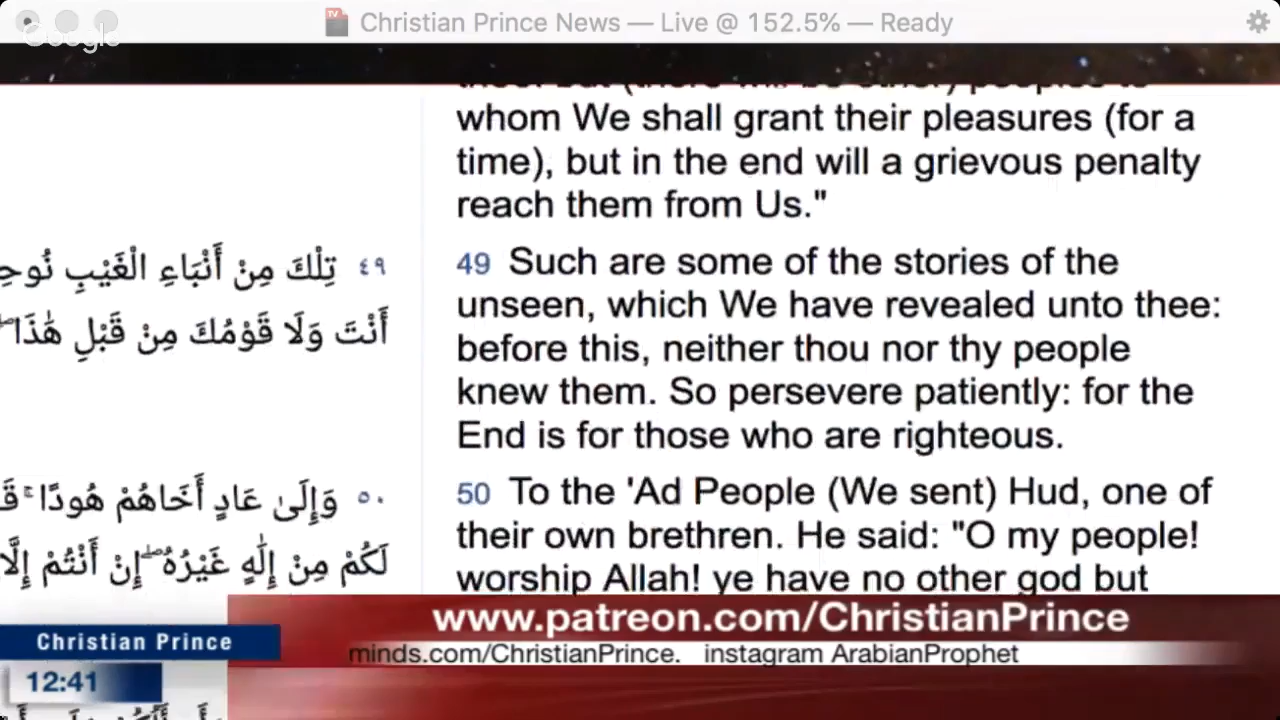 Christian Prince News — Live @ 152.5% — Ready
Google
whom We shall grant their pleasures (for a
time), but in the end will a grievous penalty
reach them from Us."
٤٩ تِلْكَ مِنْ أَنْبَاءِ الْغَيْبِ
أَنْتَ وَلَا قَوْمُكَ مِنْ قَبْلِ هَٰذَا ۖ
49 Such are some of the stories of the
unseen, which We have revealed unto thee:
before this, neither thou nor thy people
knew them. So persevere patiently: for the
End is for those who are righteous.
٥٠ وَإِلَىٰ عَادٍ أَخَاهُمْ هُودًا ۚ
لَكُمْ مِنْ إِلَٰهٍ غَيْرُهُ ۖ إِنْ أَنْتُمْ إِلَّا
50 To the 'Ad People (We sent) Hud, one of
their own brethren. He said: "O my people!
worship Allah! ye have no other god but
www.patreon.com/ChristianPrince
Christian Prince
minds.com/ChristianPrince. instagram ArabianProphet
12:41